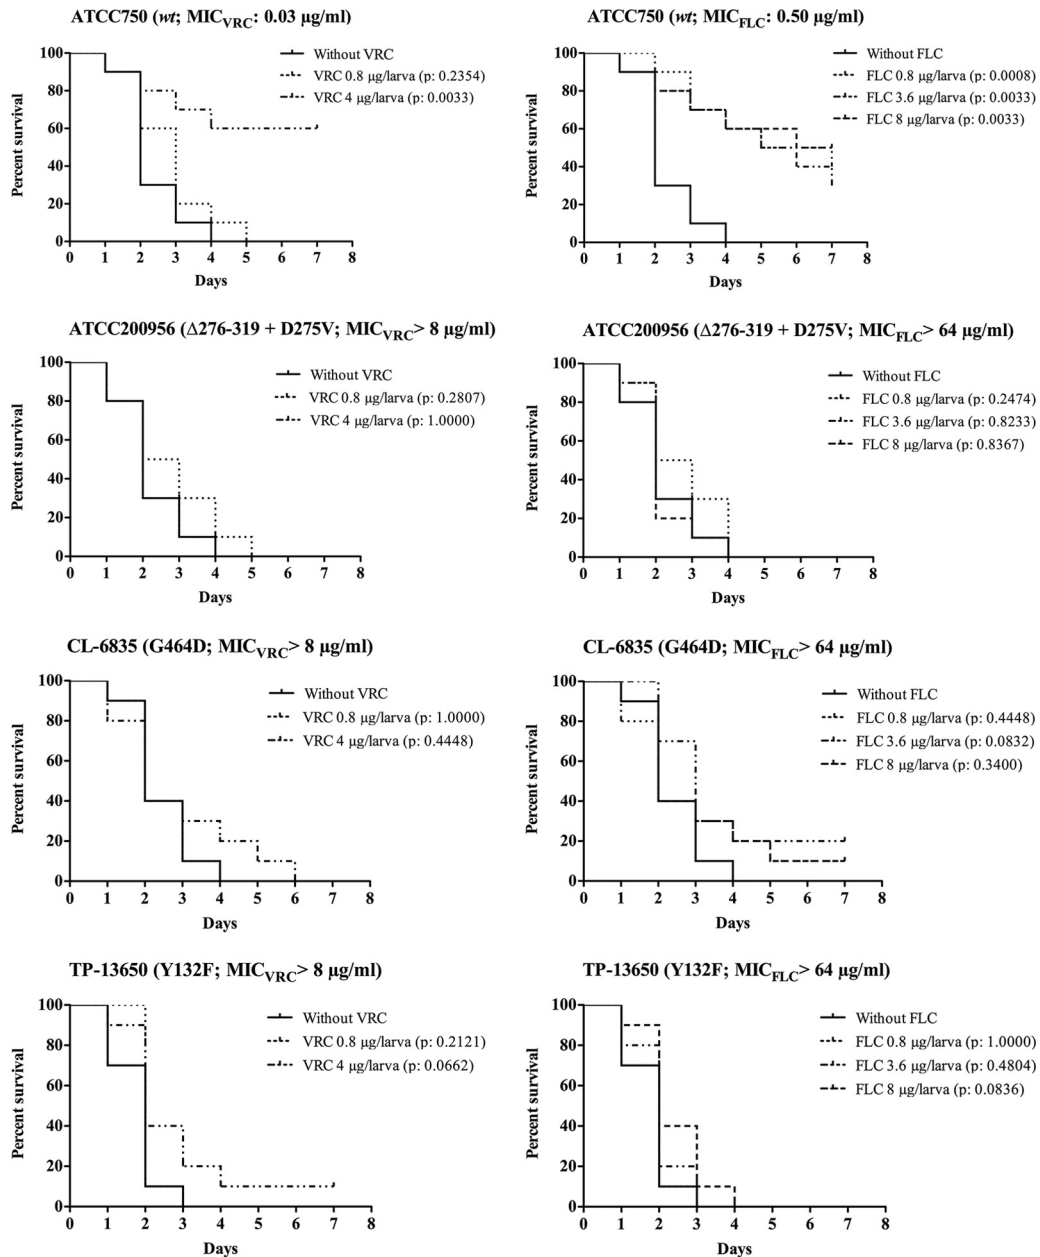 ATCC750 (wt; MICVRC: 0.03 µg/ml)
Percent survival
100
80
60
40
20
0
0 1 2 3 4 5 6 7 8
Days
Without VRC
VRC 0.8 µg/larva (p: 0.2354)
VRC 4 µg/larva (p: 0.0033)
ATCC750 (wt; MICFLC: 0.50 µg/ml)
Percent survival
100
80
60
40
20
0
0 1 2 3 4 5 6 7 8
Days
Without FLC
FLC 0.8 µg/larva (p: 0.0008)
FLC 3.6 µg/larva (p: 0.0033)
FLC 8 µg/larva (p: 0.0033)
ATCC200956 (Δ276-319 + D275V; MICVRC> 8 µg/ml)
Percent survival
100
80
60
40
20
0
0 1 2 3 4 5 6 7 8
Days
Without VRC
VRC 0.8 µg/larva (p: 0.2807)
VRC 4 µg/larva (p: 1.0000)
ATCC200956 (Δ276-319 + D275V; MICFLC> 64 µg/ml)
Percent survival
100
80
60
40
20
0
0 1 2 3 4 5 6 7 8
Days
Without FLC
FLC 0.8 µg/larva (p: 0.2474)
FLC 3.6 µg/larva (p: 0.8233)
FLC 8 µg/larva (p: 0.8367)
CL-6835 (G464D; MICVRC> 8 µg/ml)
Percent survival
100
80
60
40
20
0
0 1 2 3 4 5 6 7 8
Days
Without VRC
VRC 0.8 µg/larva (p: 1.0000)
VRC 4 µg/larva (p: 0.4448)
CL-6835 (G464D; MICFLC> 64 µg/ml)
Percent survival
100
80
60
40
20
0
0 1 2 3 4 5 6 7 8
Days
Without FLC
FLC 0.8 µg/larva (p: 0.4448)
FLC 3.6 µg/larva (p: 0.0832)
FLC 8 µg/larva (p: 0.3400)
TP-13650 (Y132F; MICVRC> 8 µg/ml)
Percent survival
100
80
60
40
20
0
0 1 2 3 4 5 6 7 8
Days
Without VRC
VRC 0.8 µg/larva (p: 0.2121)
VRC 4 µg/larva (p: 0.0662)
TP-13650 (Y132F; MICFLC> 64 µg/ml)
Percent survival
100
80
60
40
20
0
0 1 2 3 4 5 6 7 8
Days
Without FLC
FLC 0.8 µg/larva (p: 1.0000)
FLC 3.6 µg/larva (p: 0.4804)
FLC 8 µg/larva (p: 0.0836)